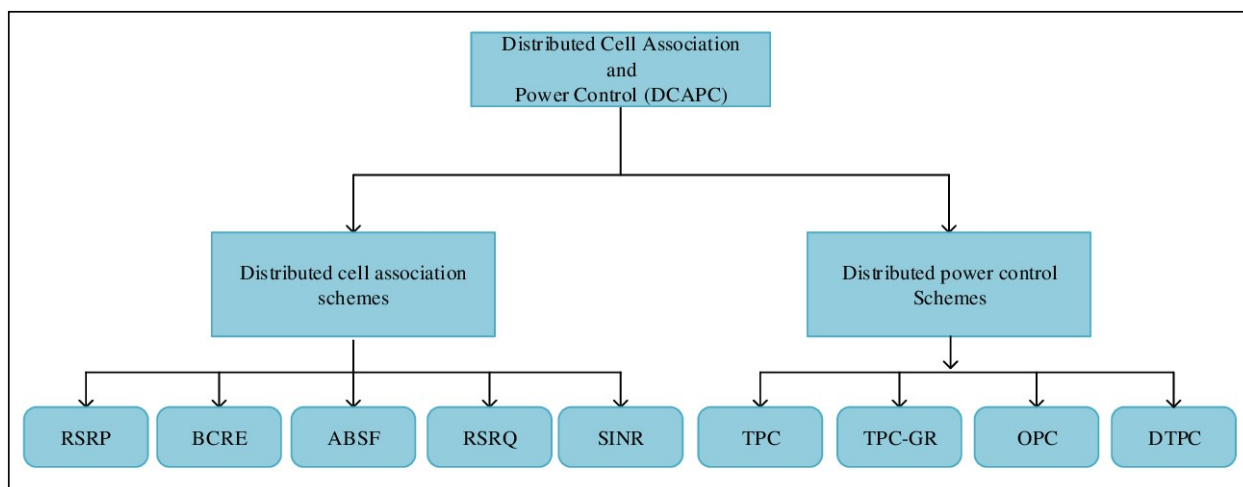 Distributed Cell Association
and
Power Control (DCAPC)
Distributed cell association
schemes
Distributed power control
Schemes
RSRP
BCRE
ABSF
RSRQ
SINR
TPC
TPC-GR
OPC
DTPC